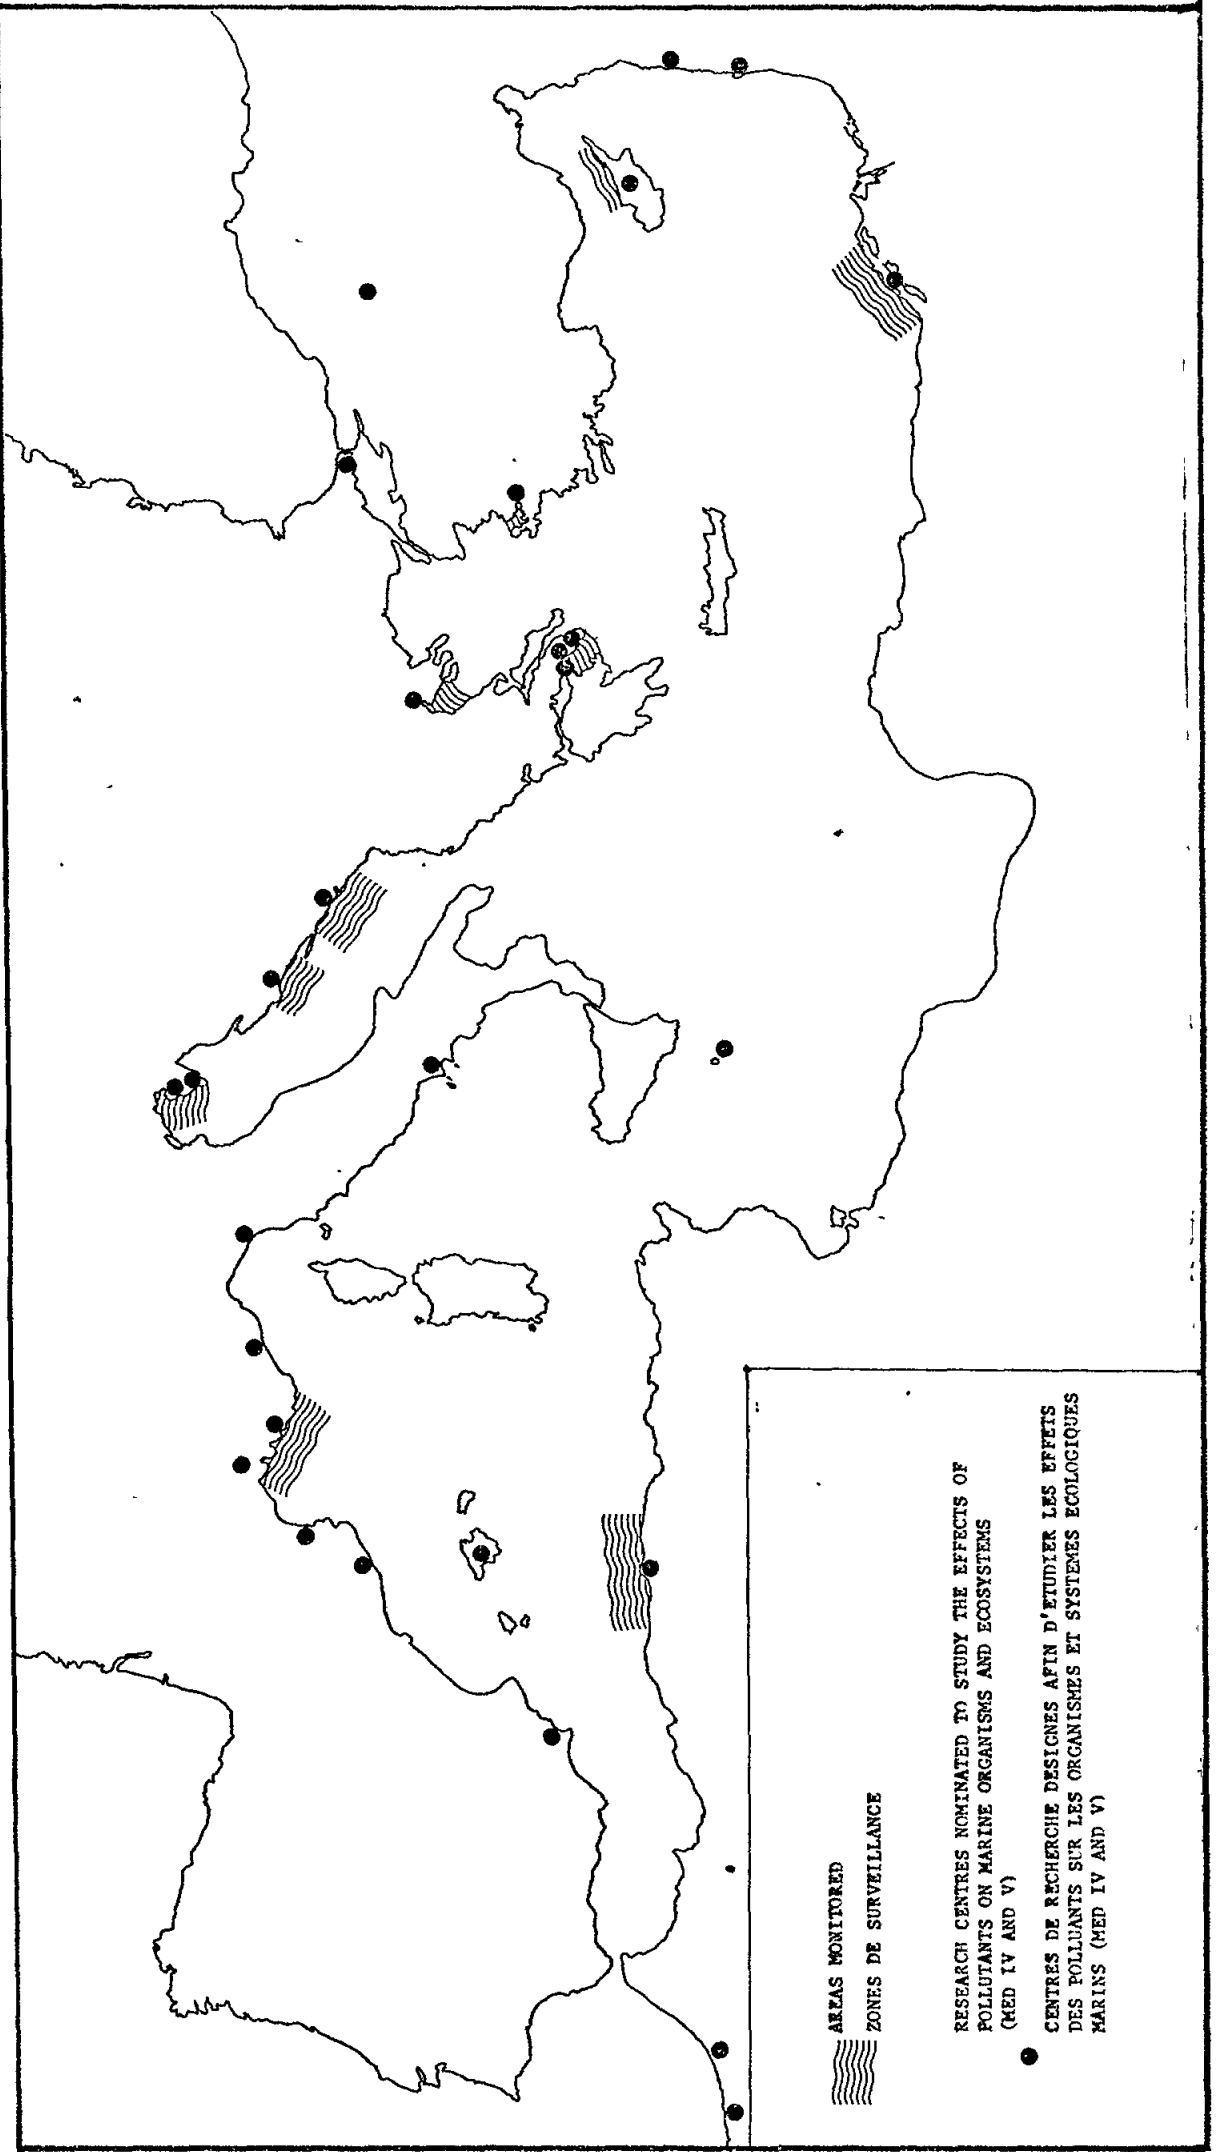 AREAS MONITORED
ZONES DE SURVEILLANCE
RESEARCH CENTRES NOMINATED TO STUDY THE EFFECTS OF
POLLUTANTS ON MARINE ORGANISMS AND ECOSYSTEMS
(MED IV AND V)
CENTRES DE RECHERCHE DESIGNES AFIN D'ETUDIER LES EFFETS
DES POLLUANTS SUR LES ORGANISMES ET SYSTEMES ECOLOGIQUES
MARINS (MED IV AND V)